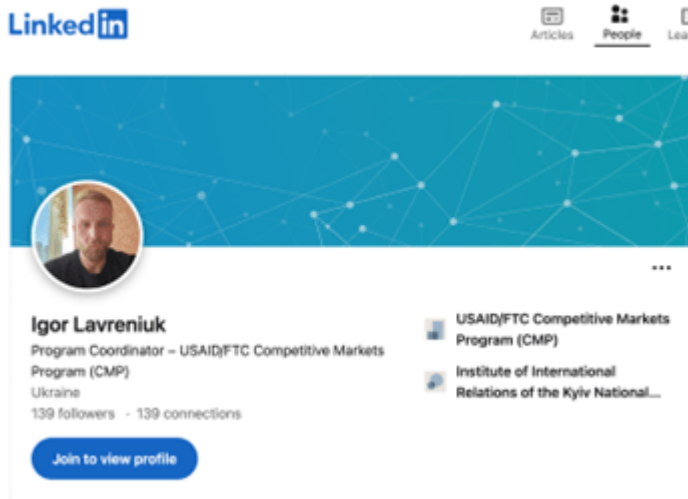 Linkedin
Articles
People
Igor Lavreniuk
Program Coordinator – USAID/FTC Competitive Markets
Program (CMP)
Ukraine
139 followers · 139 connections
Join to view profile
USAID/FTC Competitive Markets
Program (CMP)
Institute of International
Relations of the Kyiv National...